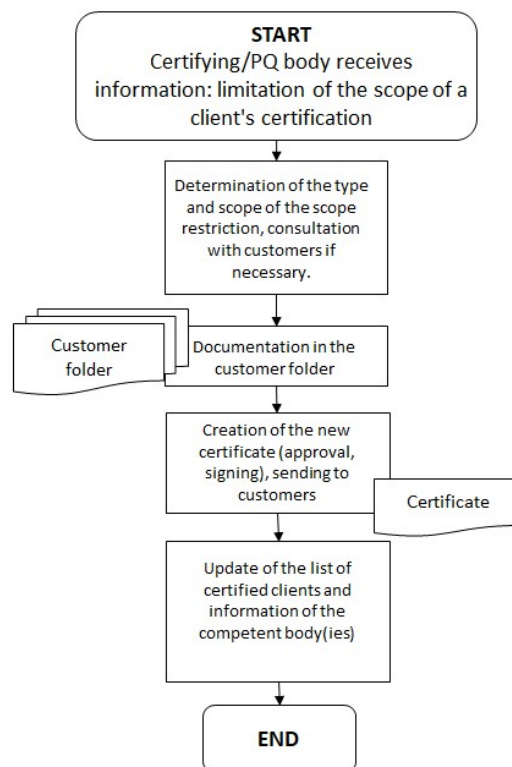 START
Certifying/PQ body receives
information: limitation of the scope of a
client's certification
Determination of the type
and scope of the scope
restriction, consultation
with customers if
necessary.
Customer
folder
Documentation in the
customer folder
Creation of the new
certificate (approval,
signing), sending to
customers
Certificate
Update of the list of
certified clients and
information of the
competent body(ies)
END